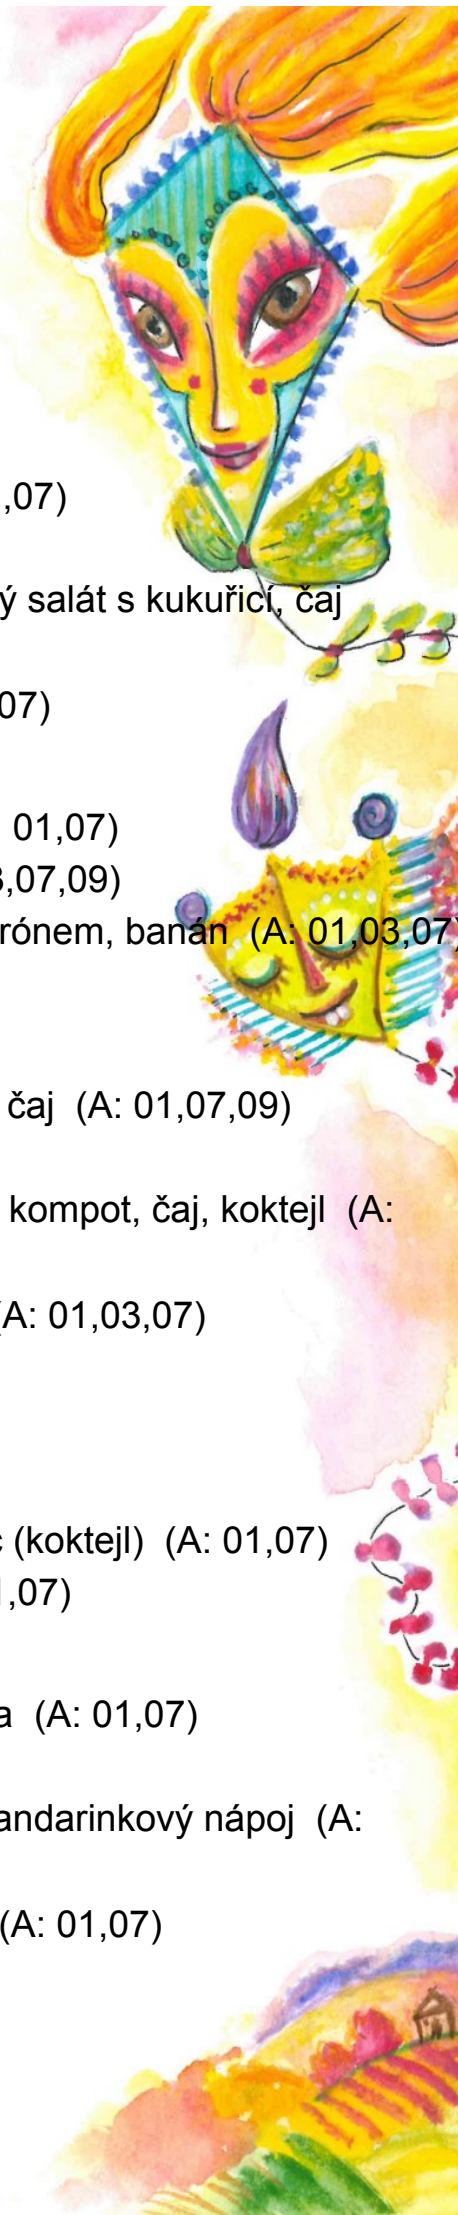 ,07)
ý salát s kukuřicí, čaj
07)
01,07)
,07,09)
rónem, banán (A: 01,03,07)
čaj (A: 01,07,09)
kompot, čaj, koktejl (A:
(A: 01,03,07)
(koktejl) (A: 01,07)
,07)
a (A: 01,07)
andarinkový nápoj (A:
(A: 01,07)